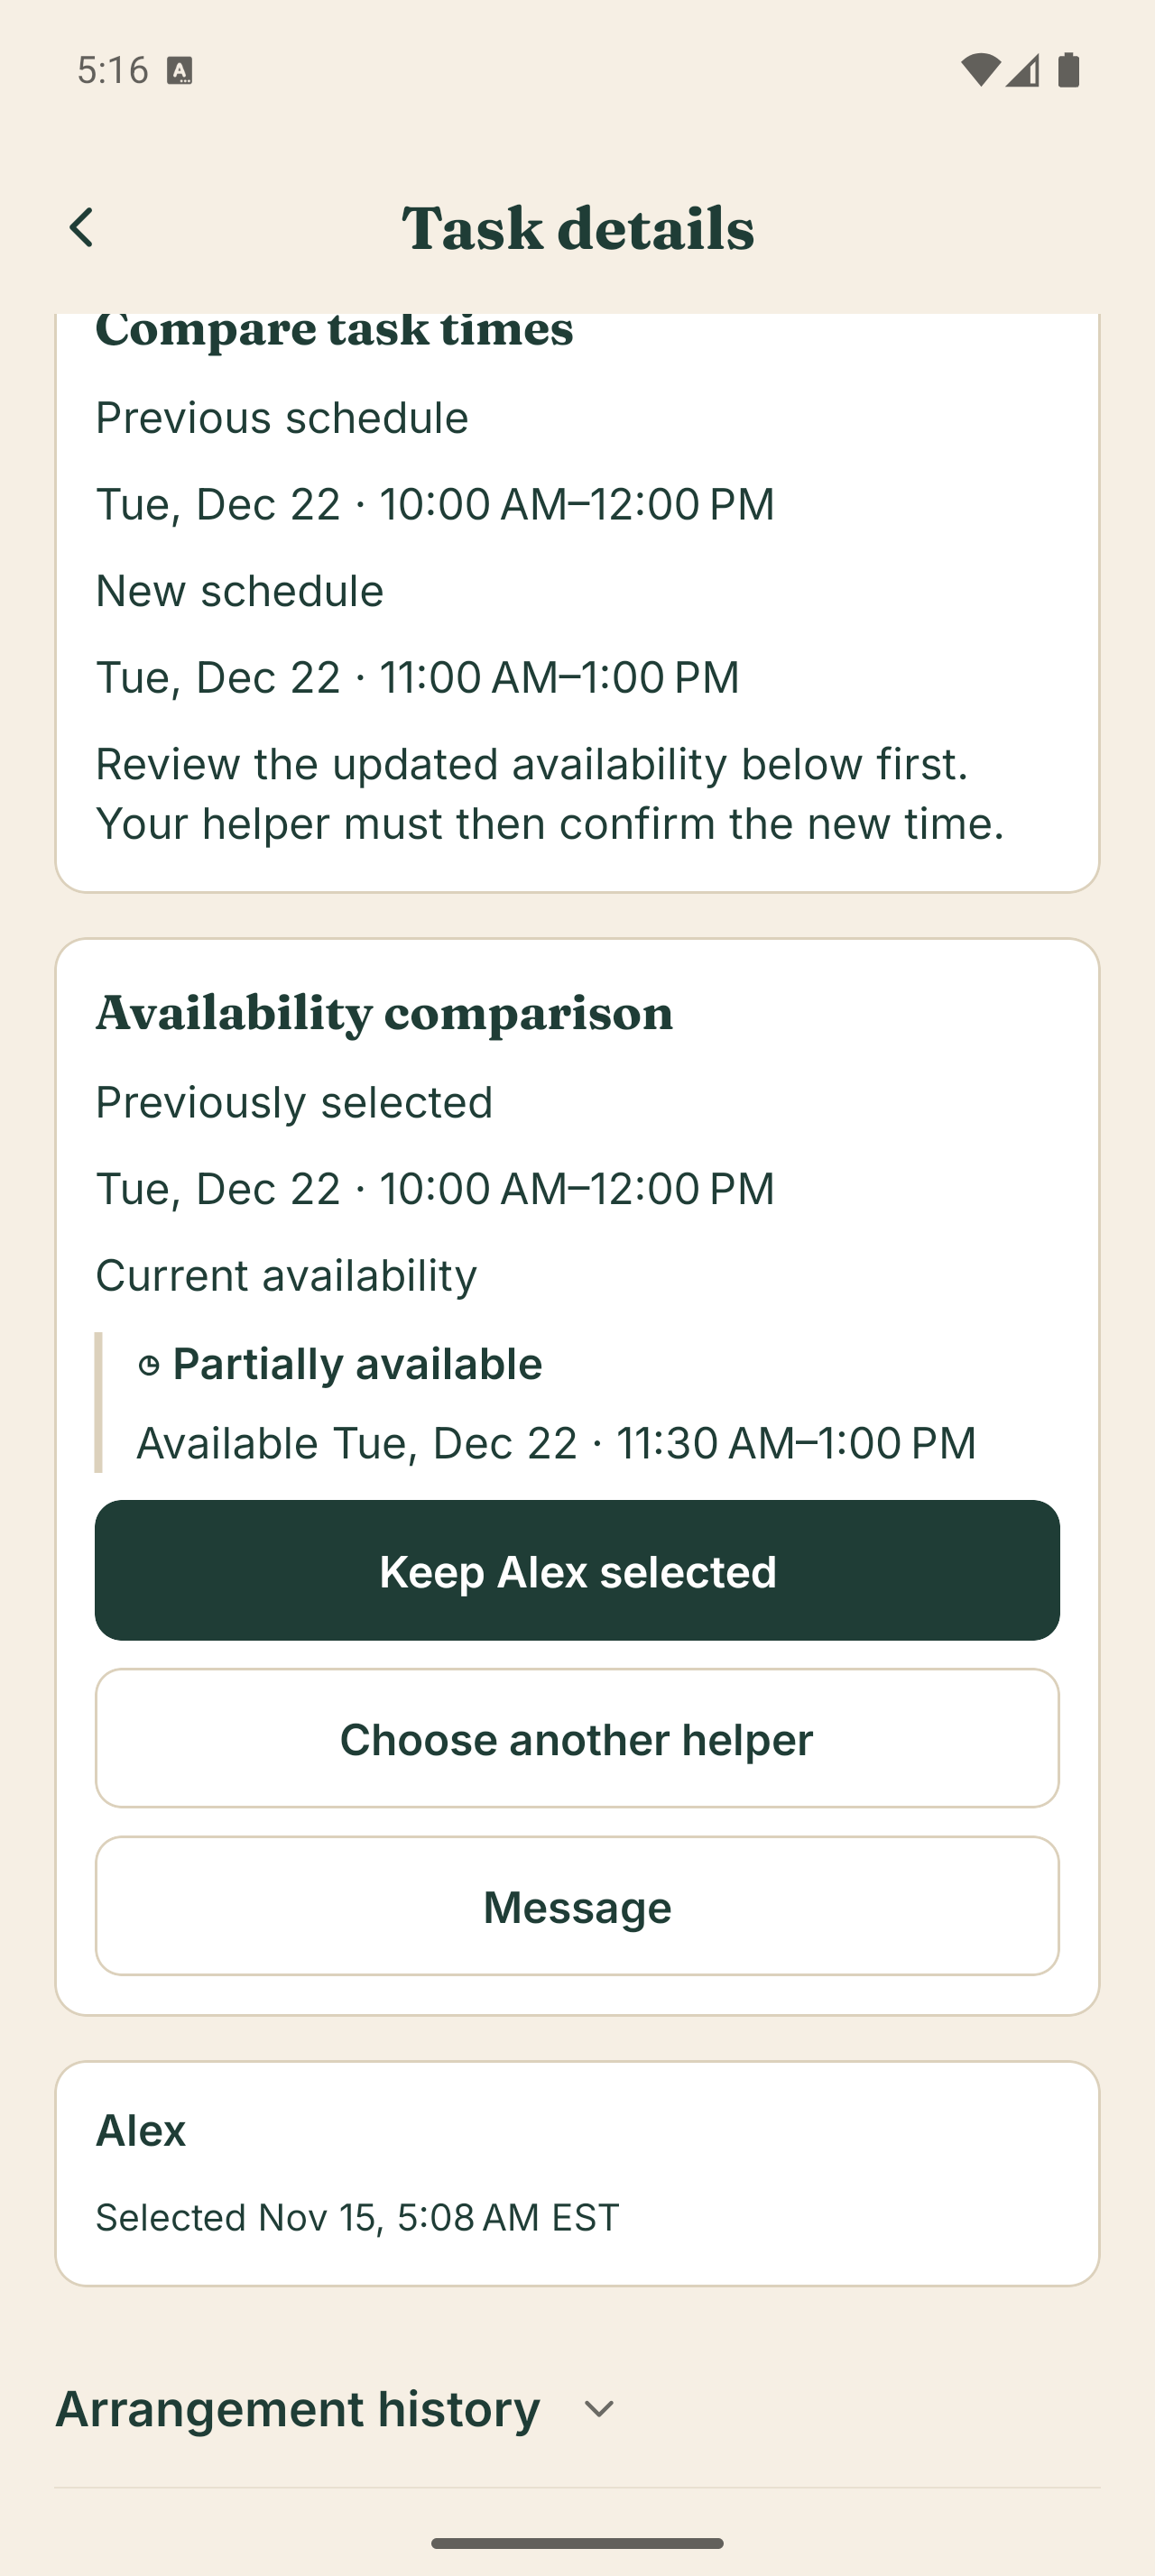 5:16
Task details
Compare task times
Previous schedule
Tue, Dec 22 · 10:00 AM–12:00 PM
New schedule
Tue, Dec 22 · 11:00 AM–1:00 PM
Review the updated availability below first.
Your helper must then confirm the new time.
Availability comparison
Previously selected
Tue, Dec 22 · 10:00 AM–12:00 PM
Current availability
Partially available
Available Tue, Dec 22 · 11:30 AM–1:00 PM
Keep Alex selected
Choose another helper
Message
Alex
Selected Nov 15, 5:08 AM EST
Arrangement history